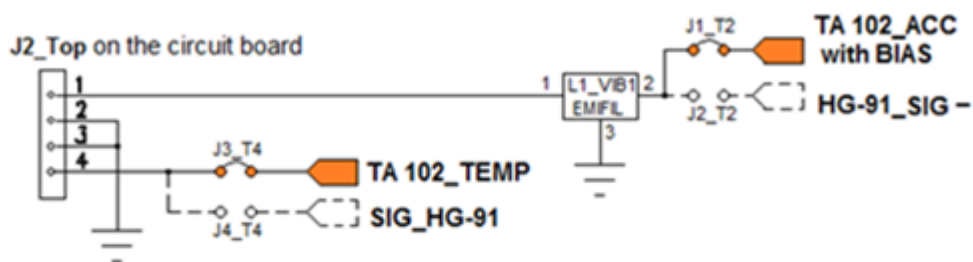 J2_Top on the circuit board
1
2
3
4
J3_T4
TA 102_TEMP
J4_T4
SIG_HG-91
1
L1_VIB1
EMIFIL
2
3
J1_T2
TA 102_ACC
with BIAS
J2_T2
HG-91_SIG –